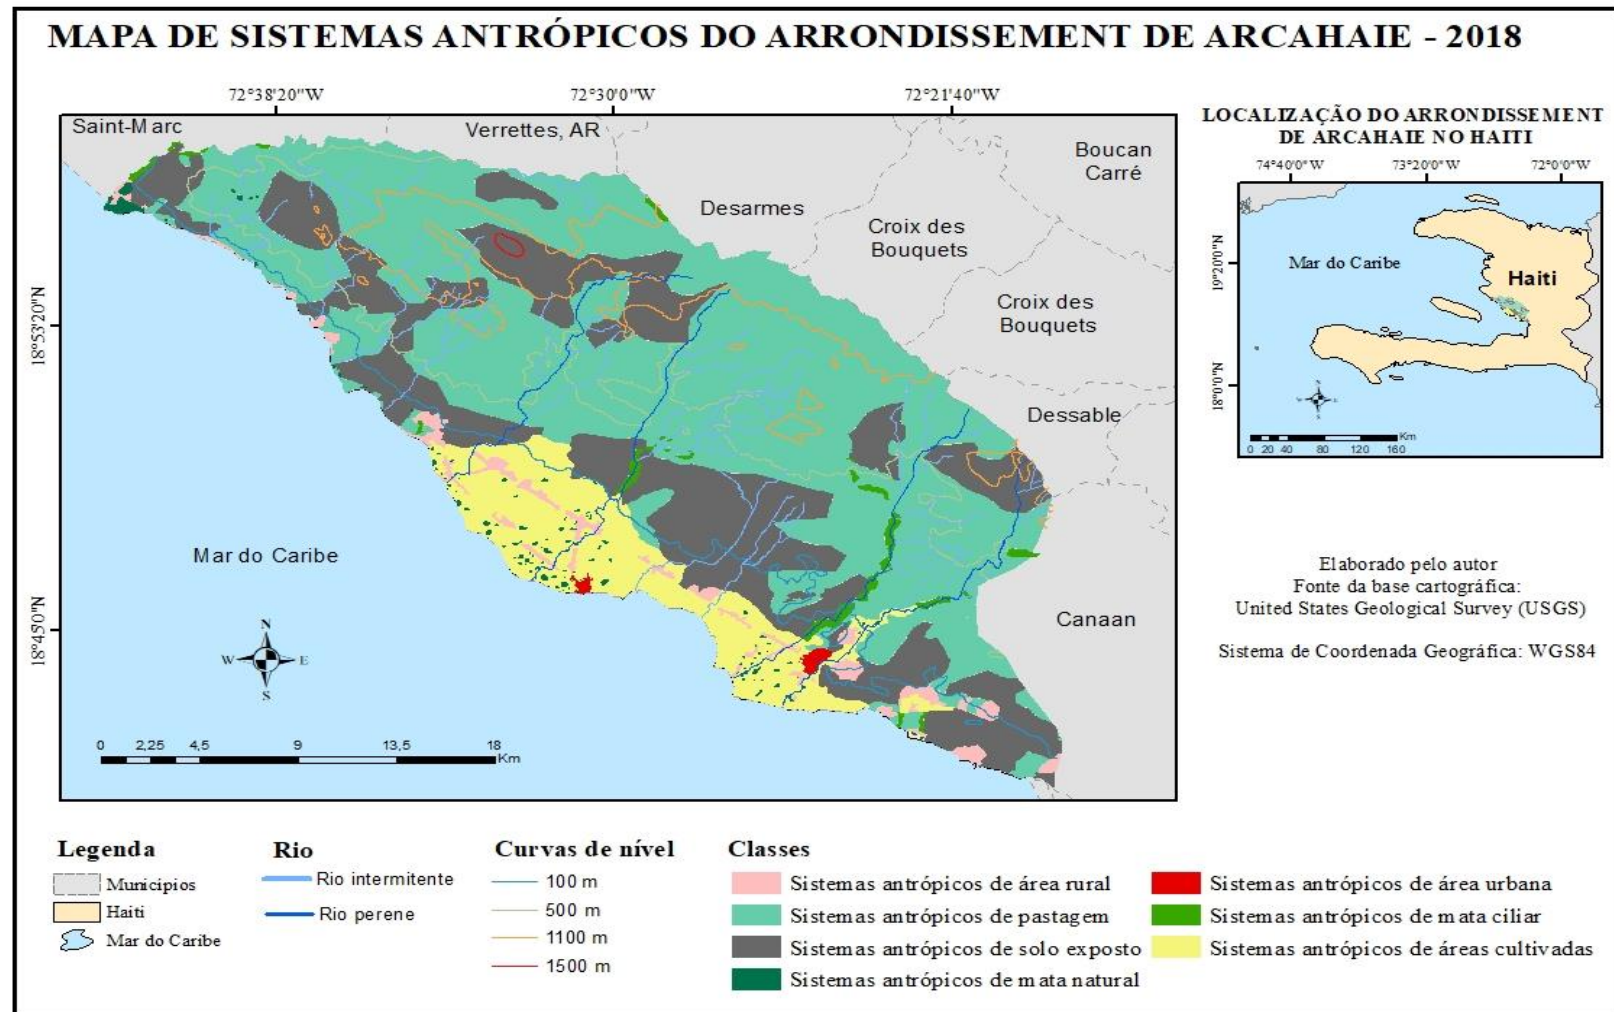 MAPA DE SISTEMAS ANTRÓPICOS DO ARRONDISSEMENT DE ARCAHAIE - 2018
72°38'20"W
72°30'0"W
72°21'40"W
18°53'20"N
18°45'0"N
Saint-Marc
Verrettes, AR
Boucan
Carré
Desarmes
Croix des
Bouquets
Croix des
Bouquets
Dessable
Canaan
Mar do Caribe
N
W
E
S
0 2,25 4,5 9 13,5 18
Km
LOCALIZAÇÃO DO ARRONDISSEMENT
DE ARCAHAIE NO HAITI
74°40'0"W
73°20'0"W
72°0'0"W
19°12'0"N
18°0'0"N
Mar do Caribe
Haiti
N
W
E
S
0 20 40 80 120 160
Km
Elaborado pelo autor
Fonte da base cartográfica:
United States Geological Survey (USGS)
Sistema de Coordenada Geográfica: WGS84
Legenda
Municípios
Haiti
Mar do Caribe
Rio
Rio intermitente
Rio perene
Curvas de nível
100 m
500 m
1100 m
1500 m
Classes
Sistemas antrópicos de área rural
Sistemas antrópicos de pastagem
Sistemas antrópicos de solo exposto
Sistemas antrópicos de mata natural
Sistemas antrópicos de área urbana
Sistemas antrópicos de mata ciliar
Sistemas antrópicos de áreas cultivadas